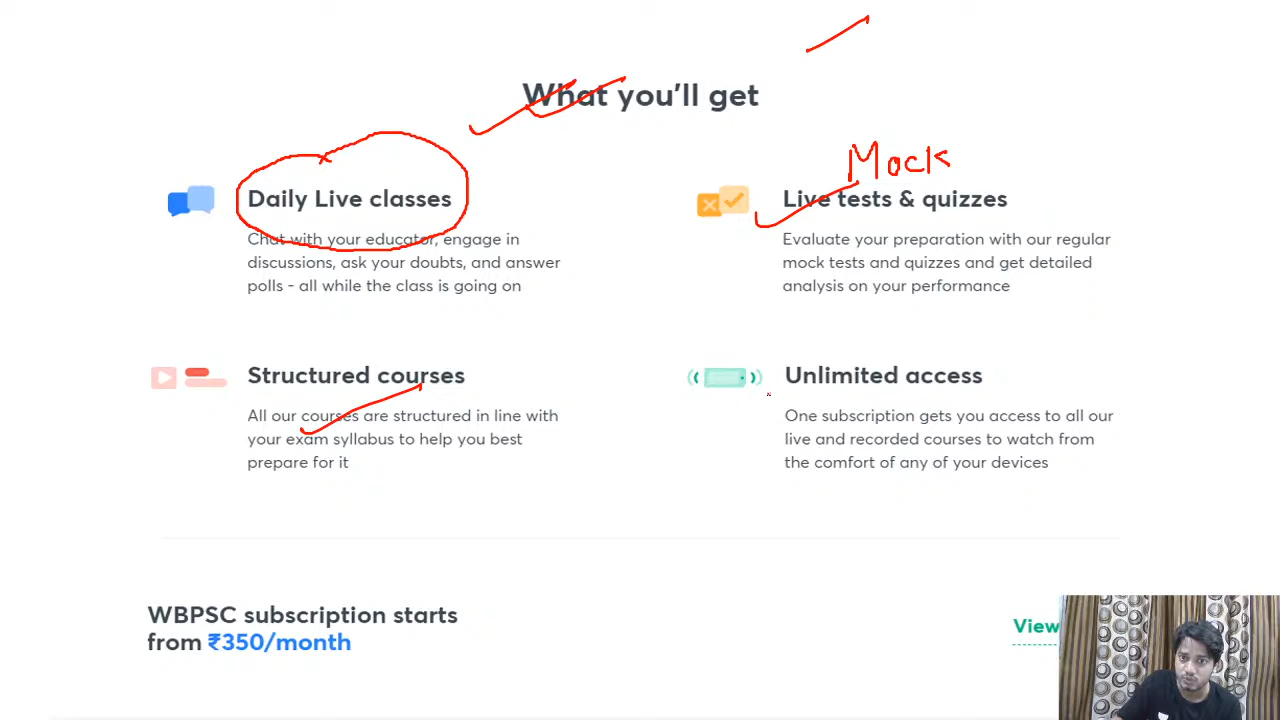 What you'll get
Mock
Daily Live classes
Chat with your educator, engage in
discussions, ask your doubts, and answer
polls - all while the class is going on
Live tests & quizzes
Evaluate your preparation with our regular
mock tests and quizzes and get detailed
analysis on your performance
Structured courses
All our courses are structured in line with
your exam syllabus to help you best
prepare for it
Unlimited access
One subscription gets you access to all our
live and recorded courses to watch from
the comfort of any of your devices
WBPSC subscription starts
from ₹350/month
View